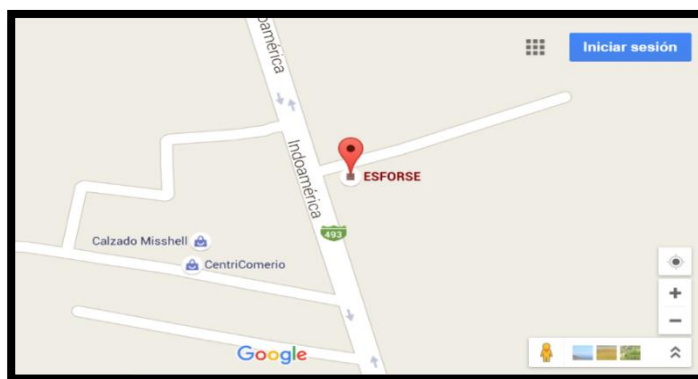 oamérica
Iniciar sesión
Indoamérica
ESFORSE
493
Calzado Misshell
CentriComerio
Google